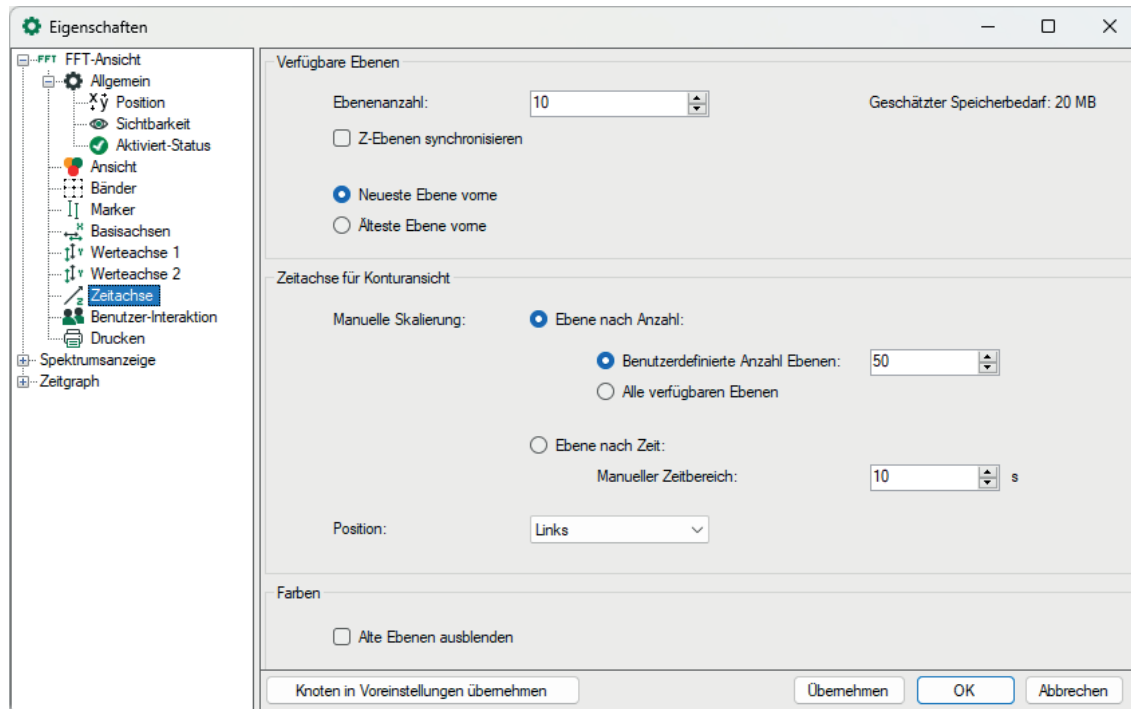 Eigenschaften
FFT FFT-Ansicht
Allgemein
Position
Sichtbarkeit
Aktiviert-Status
Ansicht
Bänder
Marker
Basisachsen
Werteachse 1
Werteachse 2
Zeitachse
Benutzer-Interaktion
Drucken
Spektrumsanzeige
Zeitgraph
Verfügbare Ebenen
Ebenenanzahl: 10 Geschätzter Speicherbedarf: 20 MB
Z-Ebenen synchronisieren
Neueste Ebene vorne
Älteste Ebene vorne
Zeitachse für Konturansicht
Manuelle Skalierung: Ebene nach Anzahl:
Benutzerdefinierte Anzahl Ebenen: 50
Alle verfügbaren Ebenen
Ebene nach Zeit:
Manueller Zeitbereich: 10 s
Position: Links
Farben
Alte Ebenen ausblenden
Knoten in Voreinstellungen übernehmen Übernehmen OK Abbrechen